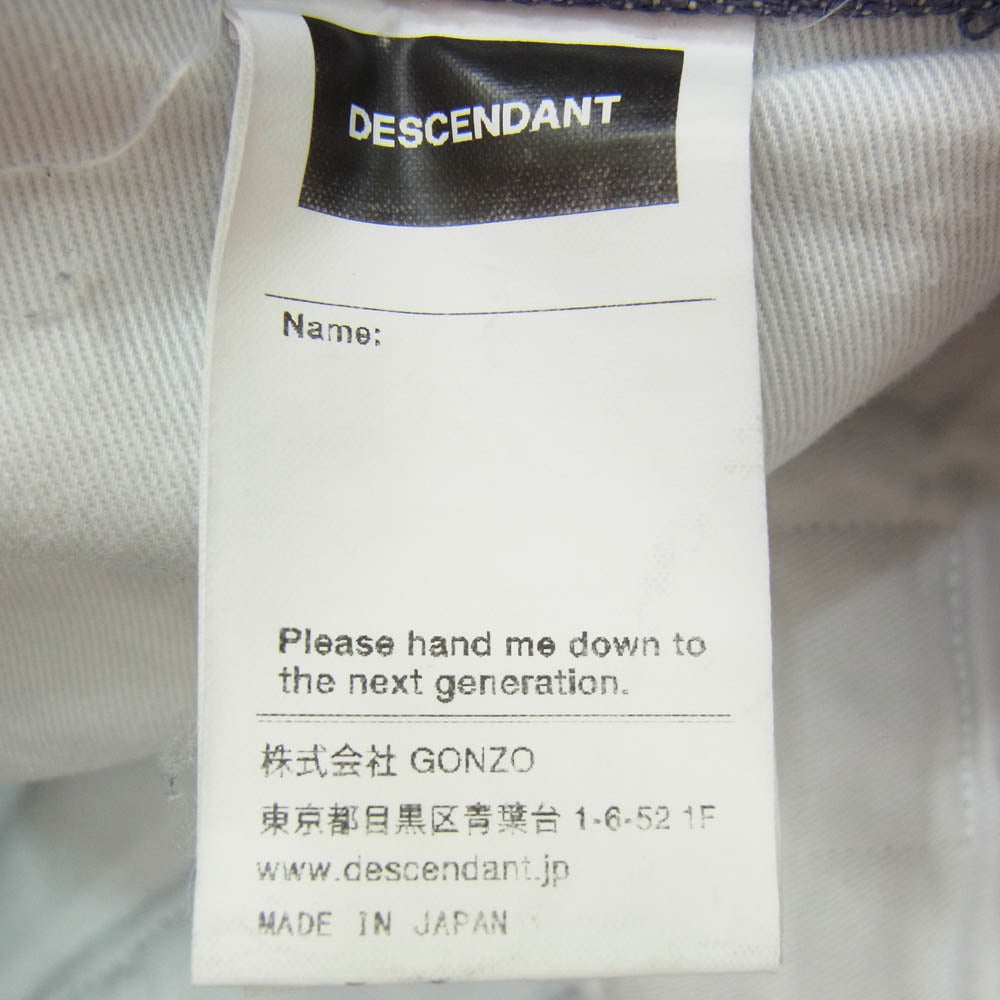 DESCENDANT
Name:
Please hand me down to
the next generation.
株式会社 GONZO
東京都目黒区青葉台 1-6-52 1F
www.descendant.jp
MADE IN JAPAN